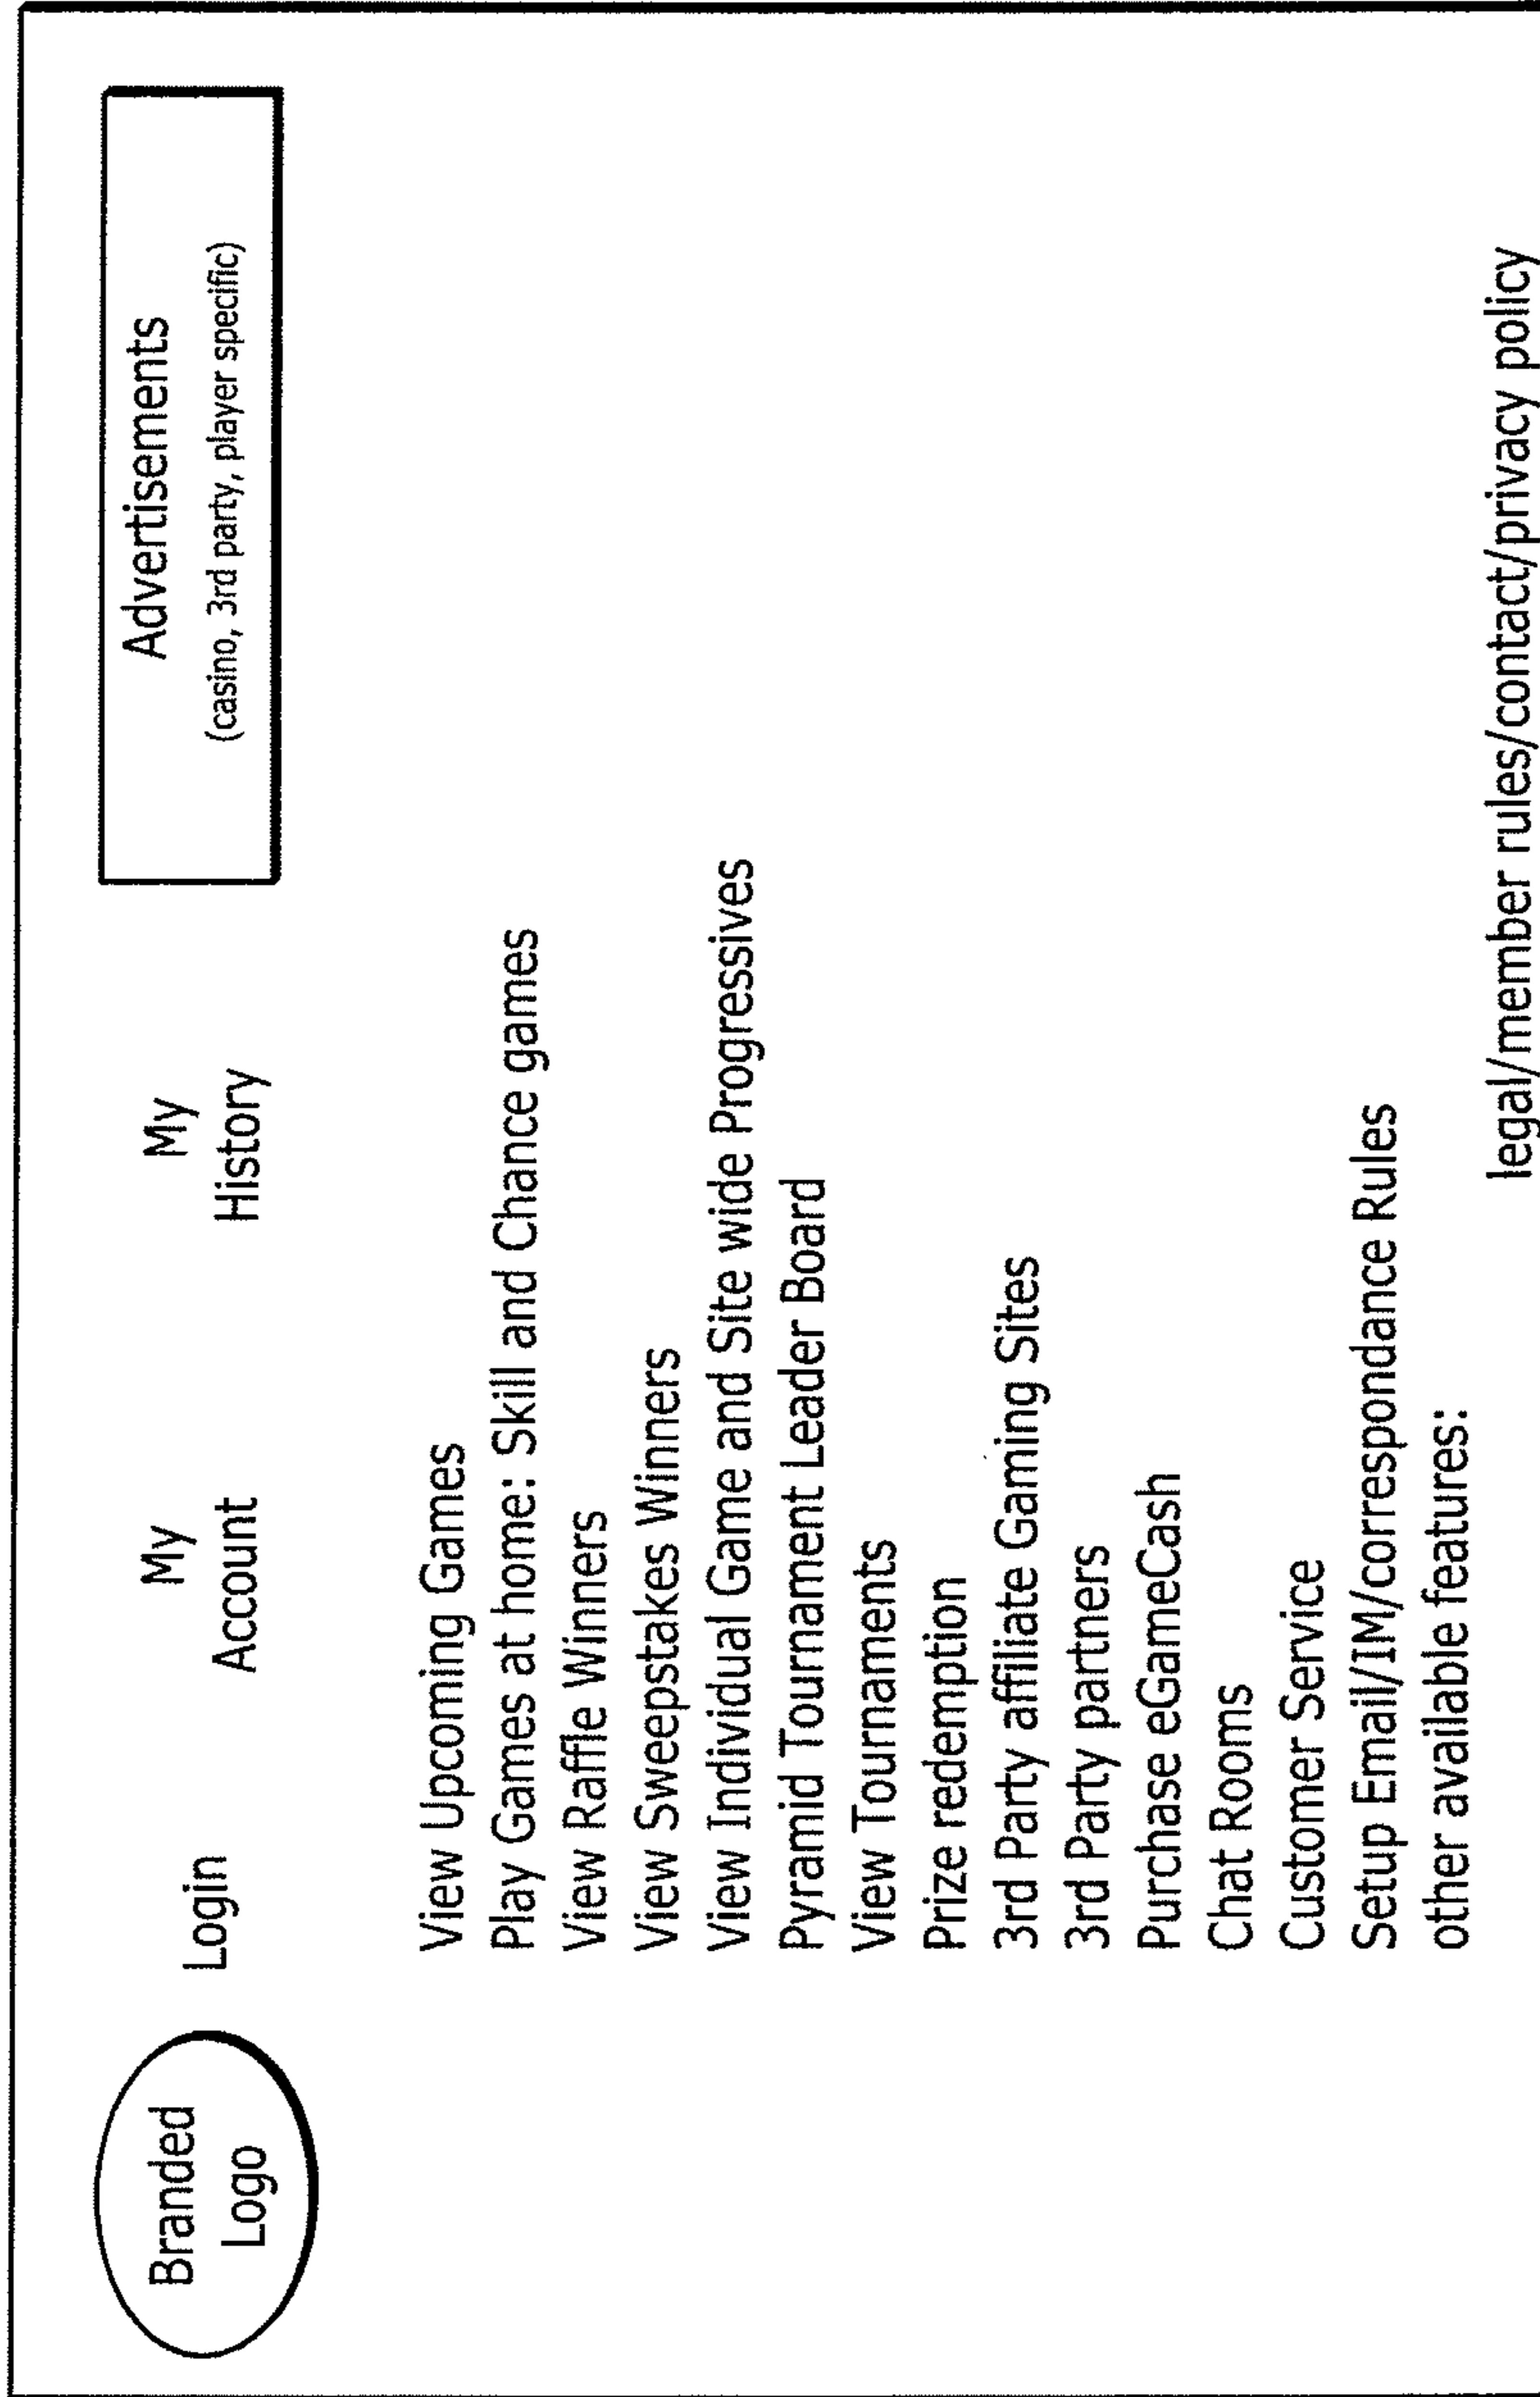 Branded
Logo
Login
My
Account
My
History
Advertisements
(casino, 3rd party, player specific)
View Upcoming Games
Play Games at home: Skill and Chance games
View Raffle Winners
View Sweepstakes Winners
View Individual Game and Site wide Progressives
Pyramid Tournament Leader Board
View Tournaments
Prize redemption
3rd Party affiliate Gaming Sites
3rd Party partners
Purchase eGameCash
Chat Rooms
Customer Service
Setup Email/IM/correspondance Rules
other available features:
legal/member rules/contact/privacy policy